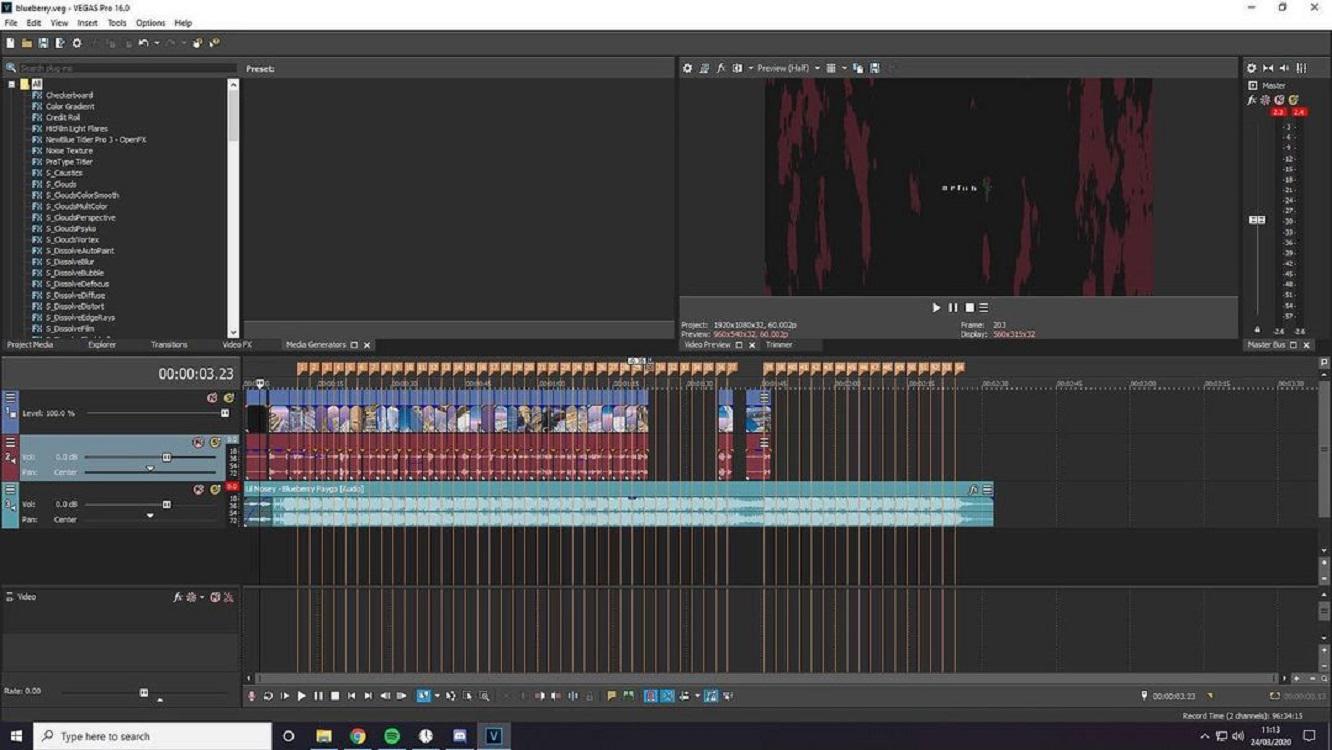 blueberry.veg - VEGAS Pro 16.0
File Edit View Insert Tools Options Help
Search plug-ins
Preset:
Preview (Half)
Master
All
Checkerboard
Color Gradient
Credit Roll
HitFilm Light Flares
NewBlue Titler Pro 3 - OpenFX
Noise Texture
ProType Titler
S_Caustics
S_Clouds
S_CloudsColorSmooth
S_CloudsMultColor
S_CloudsPerspective
S_CloudsPsyko
S_CloudsVortex
S_DissolveAutoPaint
S_DissolveBlur
S_DissolveBubble
S_DissolveDefocus
S_DissolveDiffuse
S_DissolveDistort
S_DissolveEdgeRays
S_DissolveFilm
Project: 1920x1080x32, 60.002p
Frame: 203
Preview: 960x540x32, 60.002p
Display: 560x315x32
Project Media Explorer Transitions Video FX Media Generators
Video Preview Trimmer
Master Bus
00:00:03.23
Level: 100.0 %
Vol: 0.0 dB
Pan: Center
Lil Mosey - Blueberry Faygo [Audio]
Vol: 0.0 dB
Pan: Center
Video
Rate: 0.00
00:00:03.23
Record Time (2 channels): 96:34:15
Type here to search
11:13
24/03/2020